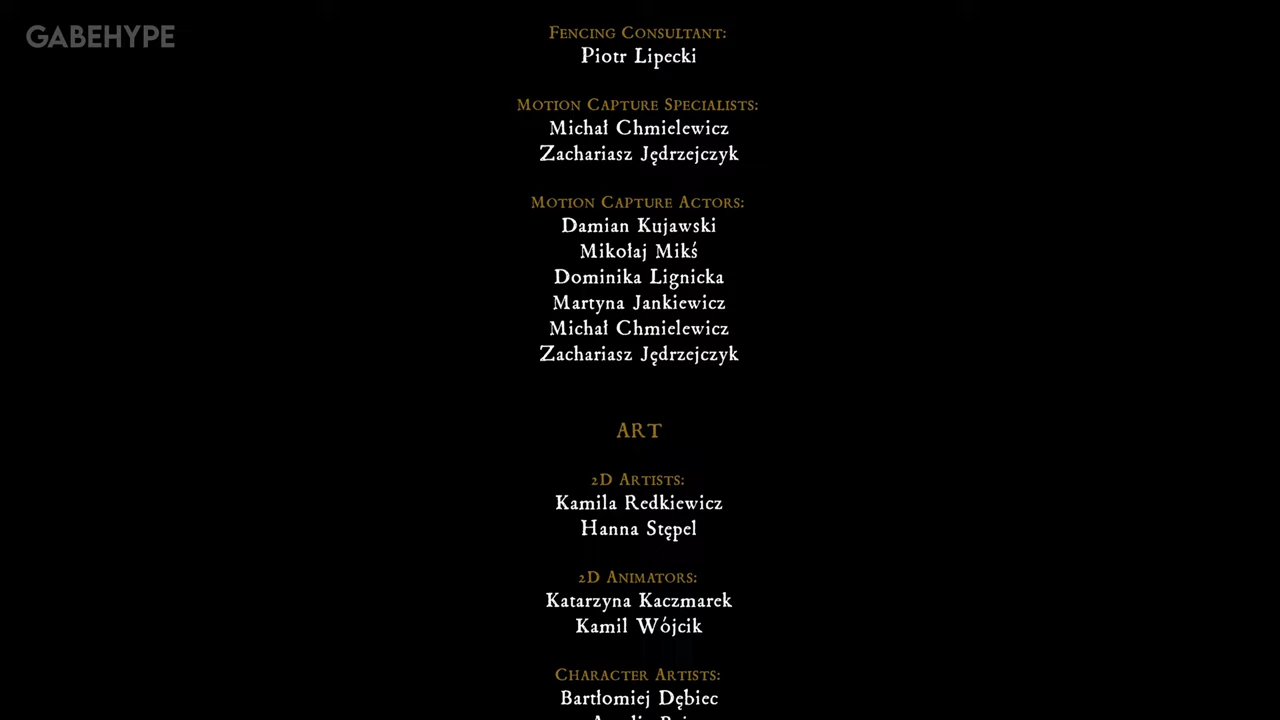 GABEHYPE
Fencing Consultant:
Piotr Lipecki
Motion Capture Specialists:
Michał Chmielewicz
Zachariasz Jędrzejczyk
Motion Capture Actors:
Damian Kujawski
Mikołaj Mikś
Dominika Lignicka
Martyna Jankiewicz
Michał Chmielewicz
Zachariasz Jędrzejczyk
ART
2D Artists:
Kamila Redkiewicz
Hanna Stępel
2D Animators:
Katarzyna Kaczmarek
Kamil Wójcik
Character Artists:
Bartłomiej Dębiec